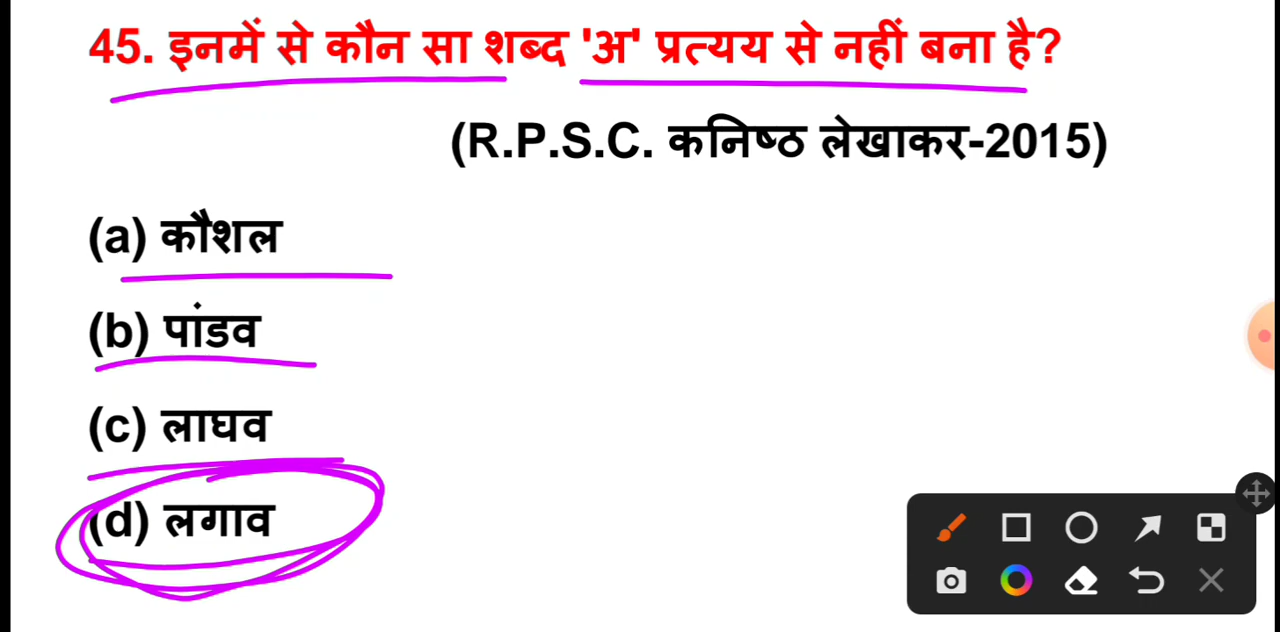 45. इनमें से कौन सा शब्द 'अ' प्रत्यय से नहीं बना है?
(R.P.S.C. कनिष्ठ लेखाकर-2015)
(a) कौशल
(b) पांडव
(c) लाघव
(d) लगाव